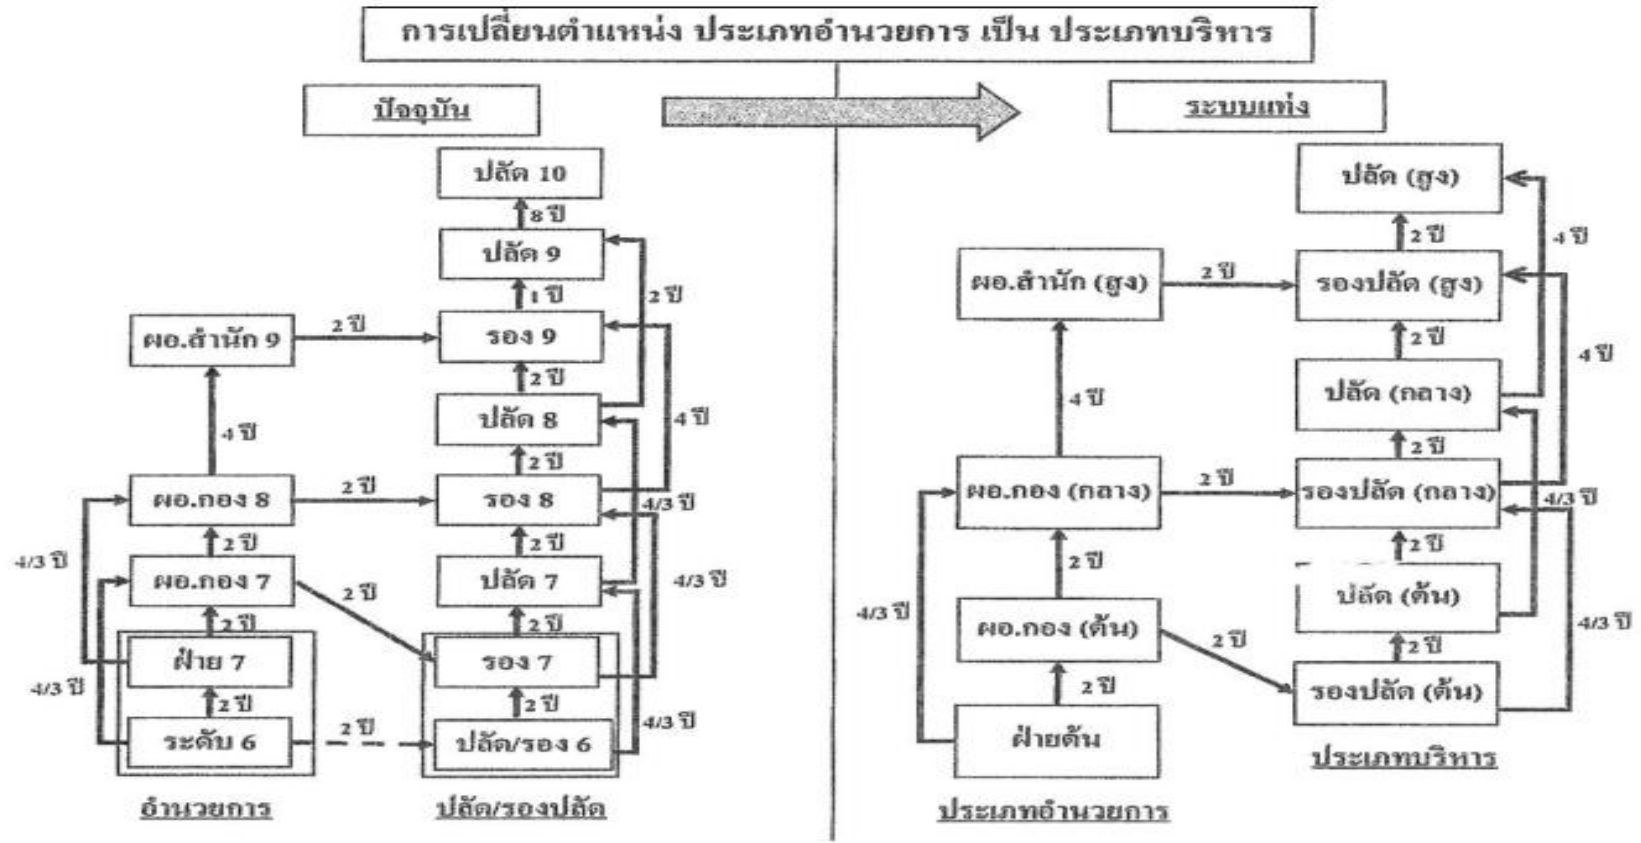 การเปลี่ยนตำแหน่ง ประเภทอำนวยการ เป็น ประเภทบริหาร
ปัจจุบัน
ปลัด 10
8 ปี
ปลัด 9
1 ปี
2 ปี
ผอ.สำนัก 9
2 ปี
รอง 9
2 ปี
ปลัด 8
4 ปี
4 ปี
2 ปี
ผอ.กอง 8
2 ปี
รอง 8
4/3 ปี
2 ปี
2 ปี
4/3 ปี
ผอ.กอง 7
2 ปี
ปลัด 7
4/3 ปี
2 ปี
2 ปี
ฝ่าย 7
รอง 7
4/3 ปี
2 ปี
2 ปี
4/3 ปี
ระดับ 6
2 ปี
ปลัด/รอง 6
อำนวยการ
ปลัด/รองปลัด
ระบบแท่ง
ปลัด (สูง)
2 ปี
4 ปี
ผอ.สำนัก (สูง)
2 ปี
รองปลัด (สูง)
2 ปี
4 ปี
ปลัด (กลาง)
4 ปี
2 ปี
ผอ.กอง (กลาง)
2 ปี
รองปลัด (กลาง)
4/3 ปี
2 ปี
2 ปี
ปลัด (ต้น)
4/3 ปี
4/3 ปี
ผอ.กอง (ต้น)
2 ปี
2 ปี
2 ปี
รองปลัด (ต้น)
ฝ่ายต้น
ประเภทบริหาร
ประเภทอำนวยการ